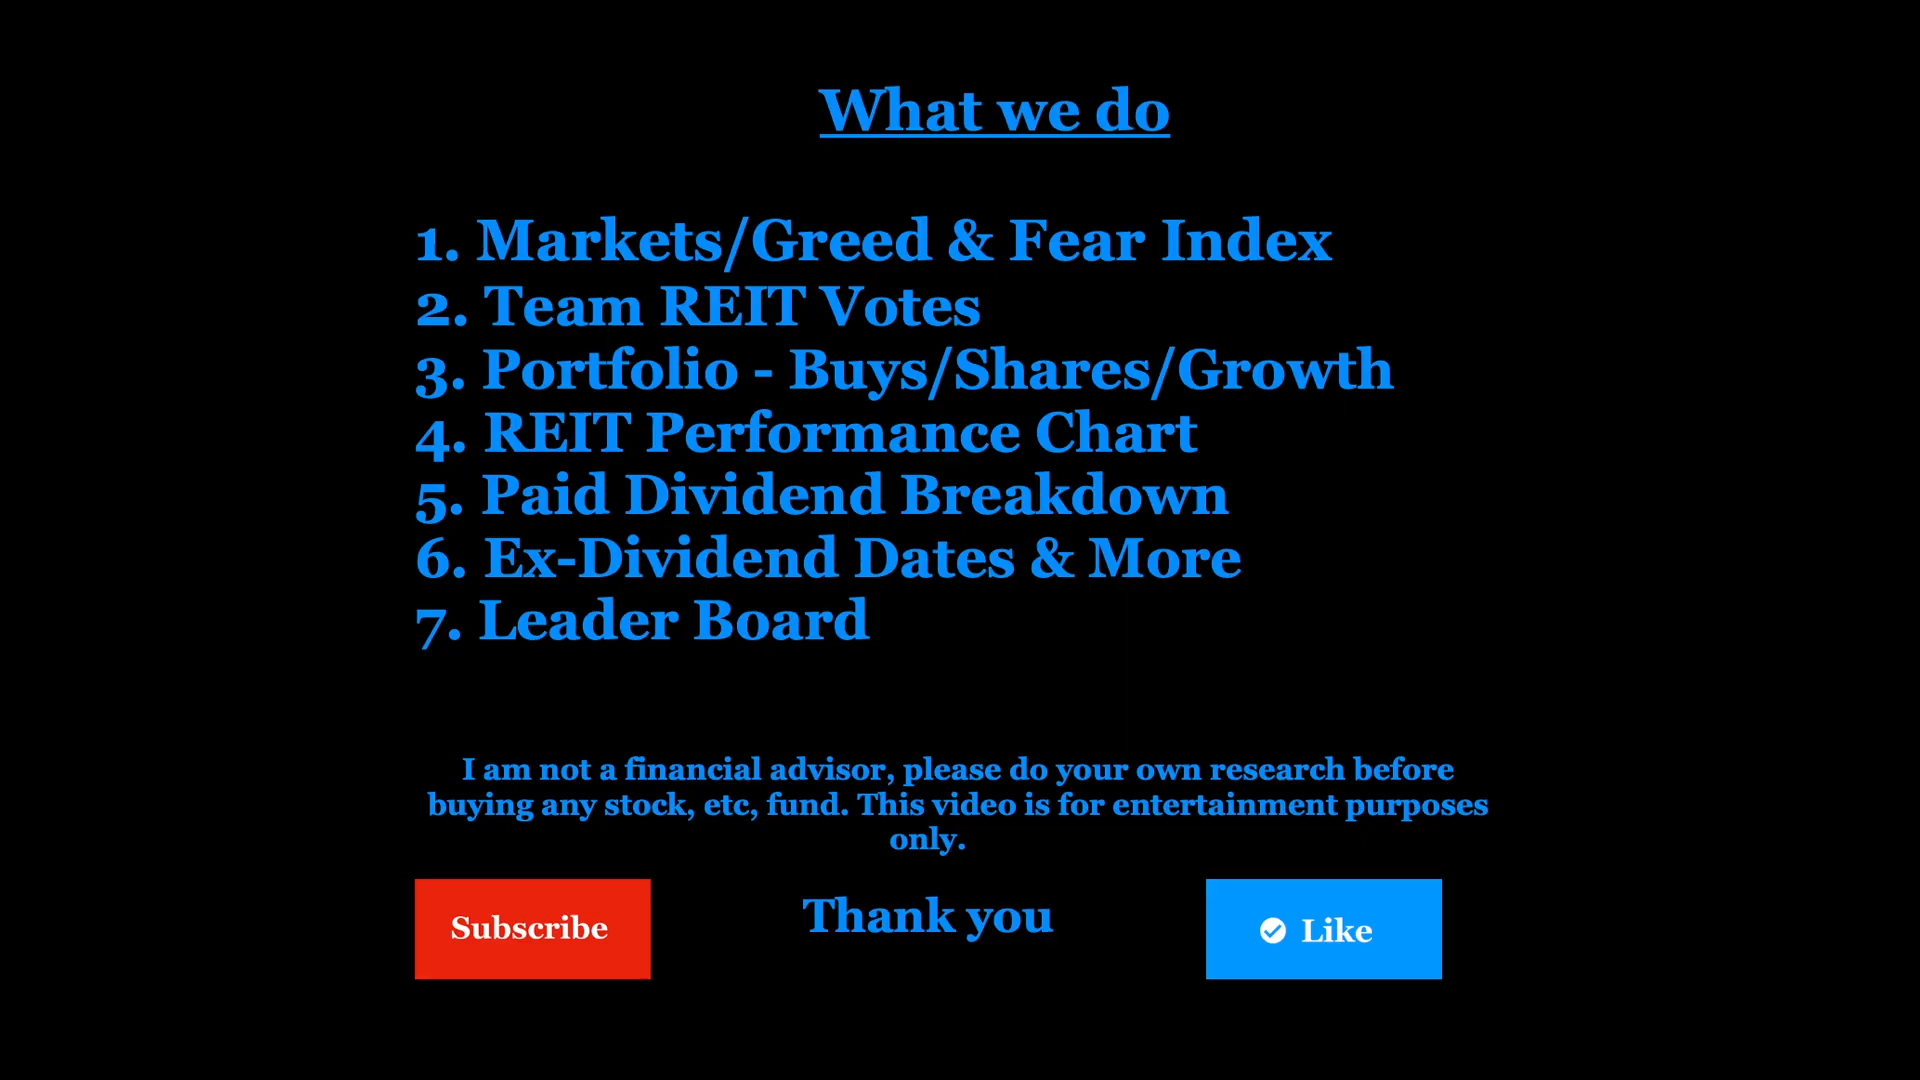 What we do
1. Markets/Greed & Fear Index
2. Team REIT Votes
3. Portfolio - Buys/Shares/Growth
4. REIT Performance Chart
5. Paid Dividend Breakdown
6. Ex-Dividend Dates & More
7. Leader Board
I am not a financial advisor, please do your own research before
buying any stock, etc, fund. This video is for entertainment purposes
only.
Subscribe
Thank you
Like